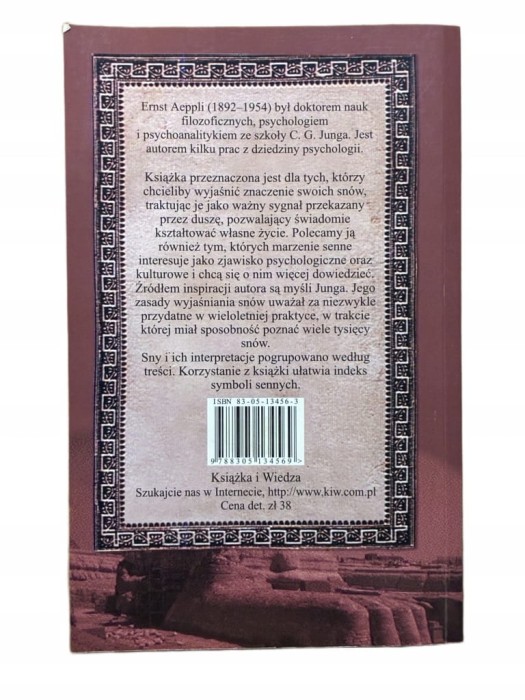 Ernst Aeppli (1892–1954) był doktorem nauk
filozoficznych, psychologiem
i psychoanalitykiem ze szkoły C. G. Junga. Jest
autorem kilku prac z dziedziny psychologii.
Książka przeznaczona jest dla tych, którzy
chcieliby wyjaśnić znaczenie swoich snów,
traktując je jako ważny sygnał przekazany
przez duszę, pozwalający świadomie
kształtować własne życie. Polecamy ją
również tym, których marzenie senne
interesuje jako zjawisko psychologiczne oraz
kulturowe i chcą się o nim więcej dowiedzieć.
Źródłem inspiracji autora są myśli Junga. Jego
zasady wyjaśniania snów uważał za niezwykle
przydatne w wieloletniej praktyce, w trakcie
której miał sposobność poznać wiele tysięcy
snów.
Sny i ich interpretacje pogrupowano według
treści. Korzystanie z książki ułatwia indeks
symboli sennych.
ISBN 83-05-13456-3
9 788305 134569 >
Książka i Wiedza
Szukajcie nas w Internecie, http://www.kiw.com.pl
Cena det. zł 38